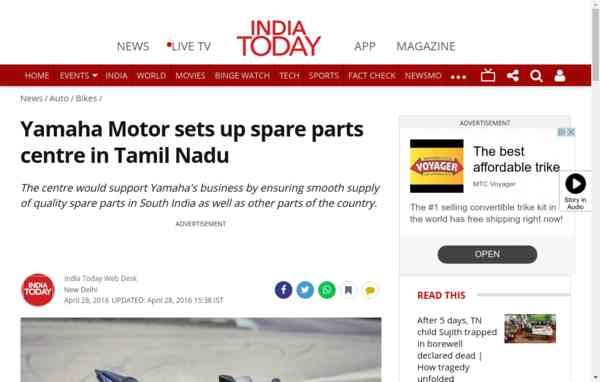 INDIA
TODAY
NEWS
LIVE TV
APP
MAGAZINE
HOME EVENTS INDIA WORLD MOVIES BINGE WATCH TECH SPORTS FACT CHECK NEWSMO
News / Auto / Bikes /
Yamaha Motor sets up spare parts
centre in Tamil Nadu
The centre would support Yamaha's business by ensuring smooth supply
of quality spare parts in South India as well as other parts of the country.
ADVERTISEMENT
INDIA
TODAY
India Today Web Desk
New Delhi
April 28, 2016 UPDATED: April 28, 2016 15:38 IST
ADVERTISEMENT
VOYAGER
The best
affordable trike
MTC Voyager
The #1 selling convertible trike kit in
the world has free shipping right now!
OPEN
Story in
Audio
READ THIS
After 5 days, TN
child Sujith trapped
in borewell
declared dead |
How tragedy
unfolded